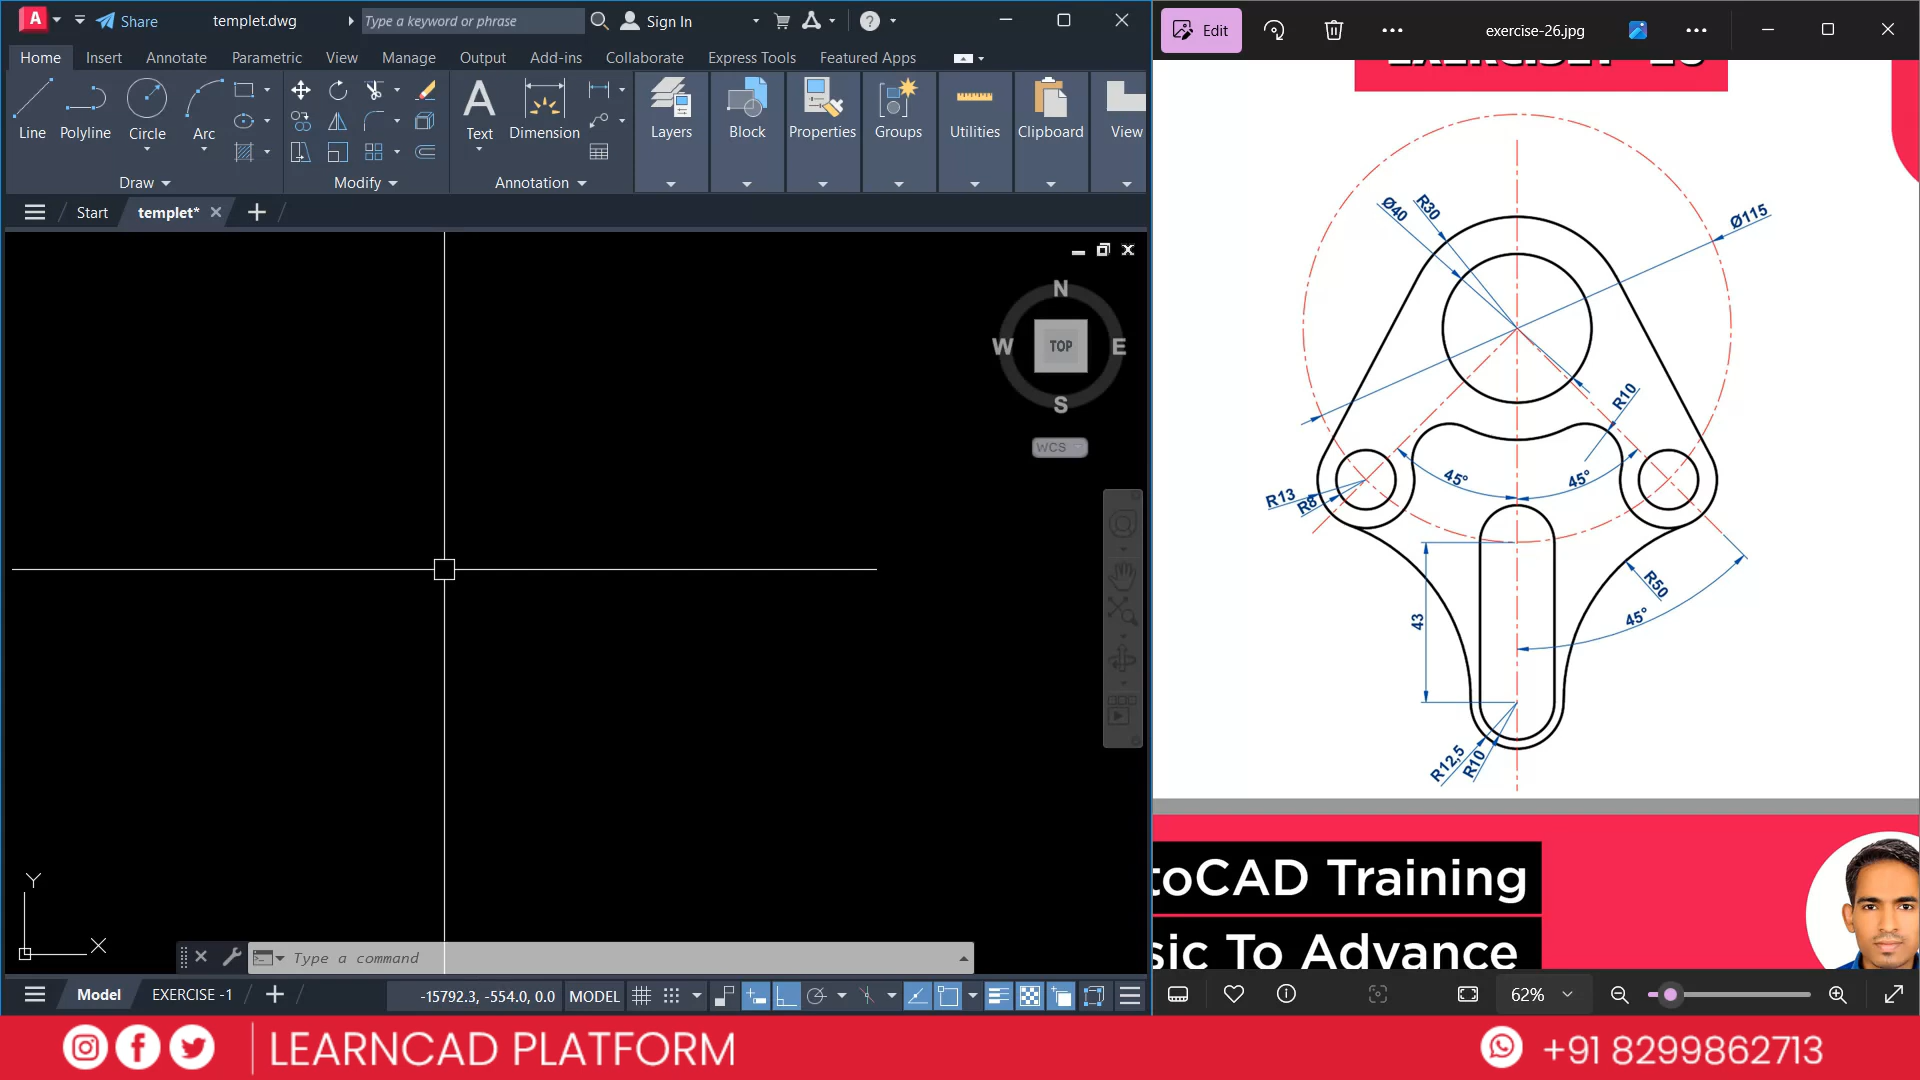 A
Share
templet.dwg
Type a keyword or phrase
Sign In
Home Insert Annotate Parametric View Manage Output Add-ins Collaborate Express Tools Featured Apps
Line Polyline Circle Arc
Text Dimension
Layers Block Properties Groups Utilities Clipboard View
Draw Modify Annotation
Start templet*
N
W TOP E
S
WCS
Y
X
Type a command
Model EXERCISE -1
-15792.3, -554.0, 0.0 MODEL
Edit
exercise-26.jpg
Ø40
R30
Ø115
R10
45°
45°
R13
R8
43
R50
45°
R12,5
R10
toCAD Training
sic To Advance
62%
LEARNCAD PLATFORM
+91 8299862713